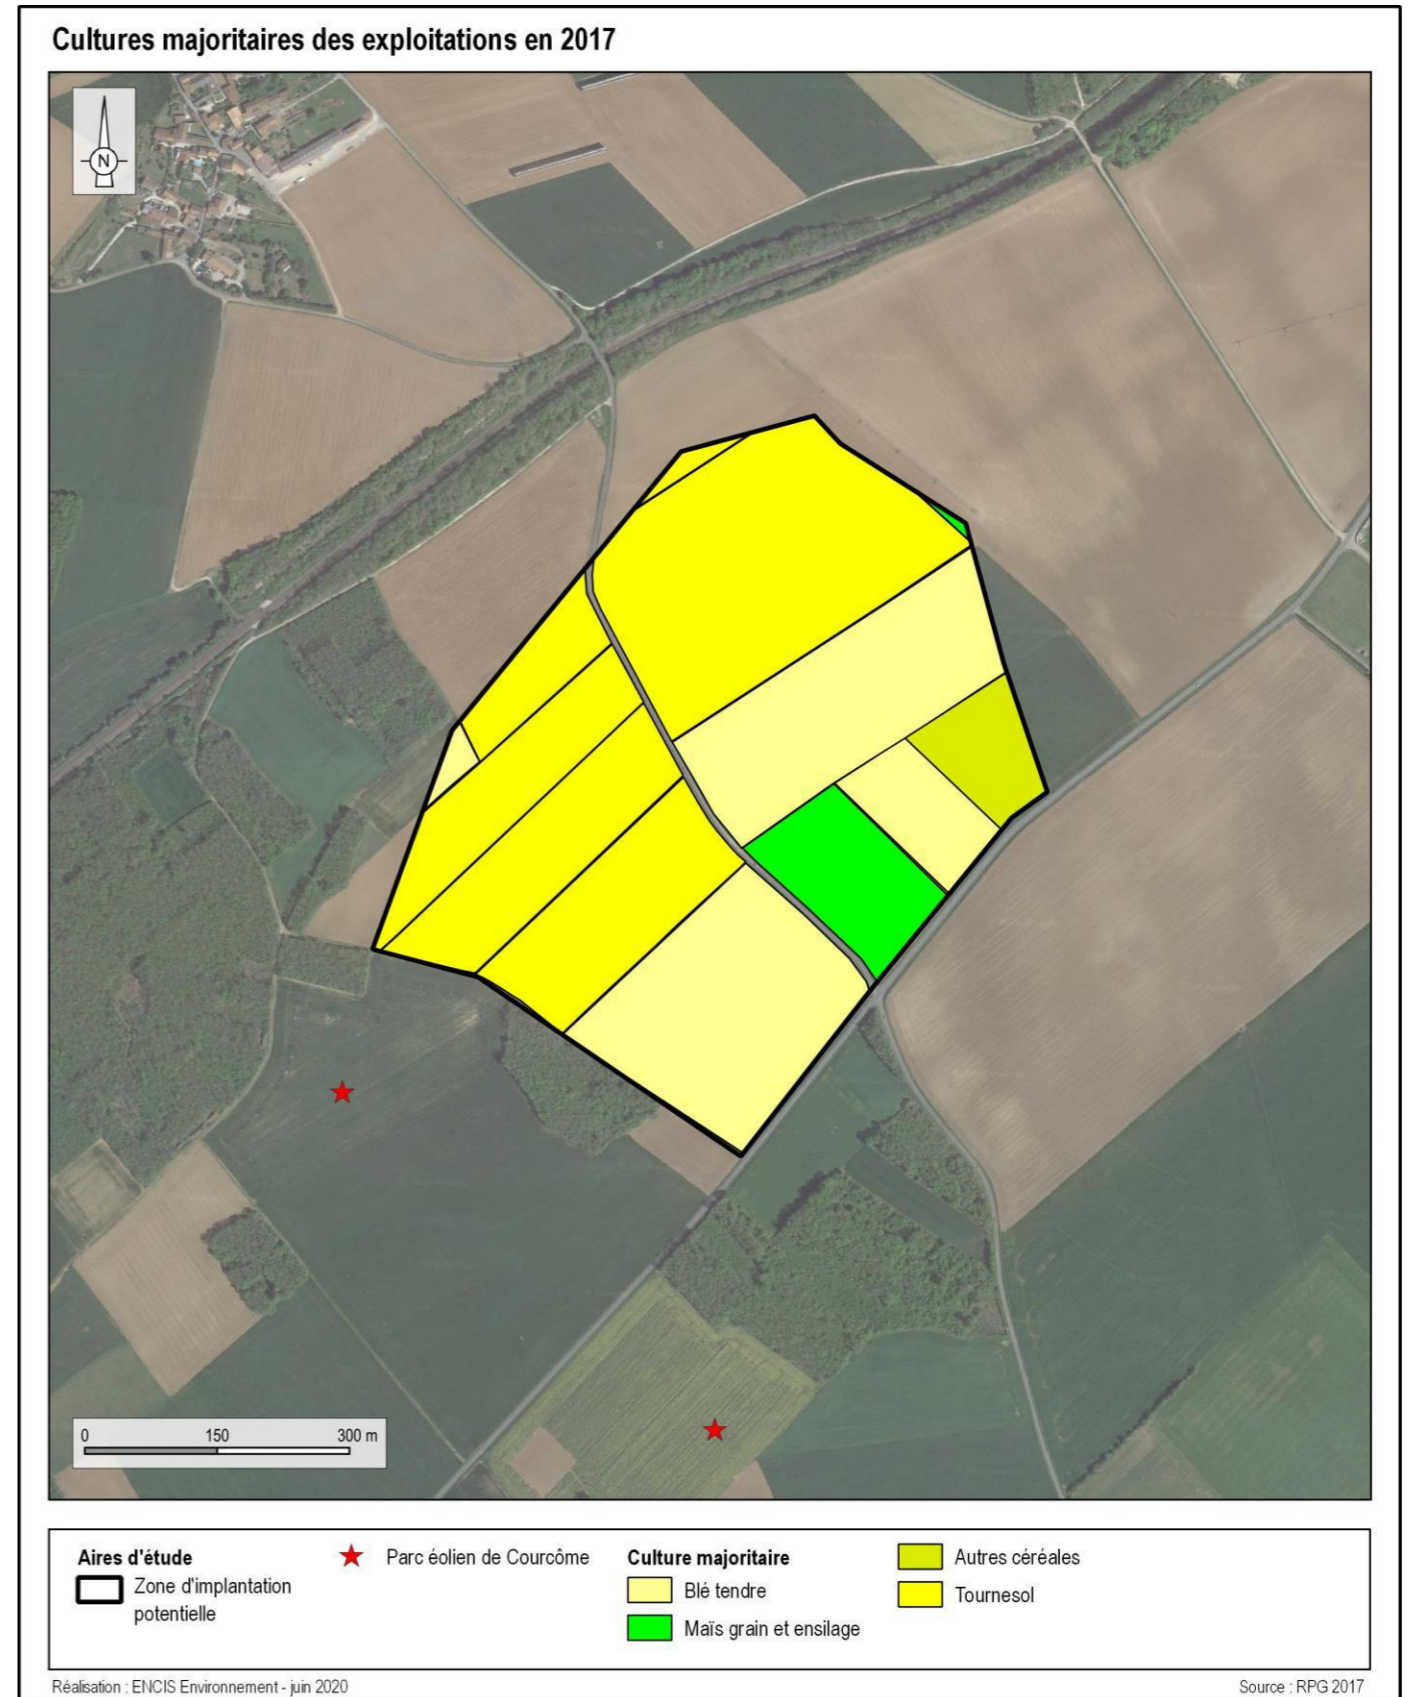 Cultures majoritaires des exploitations en 2017
N
0 150 300 m
Aires d'étude
Zone d'implantation
potentielle
Parc éolien de Courcôme
Culture majoritaire
Blé tendre
Maïs grain et ensilage
Autres céréales
Tournesol
Réalisation : ENCIS Environnement - juin 2020
Source : RPG 2017